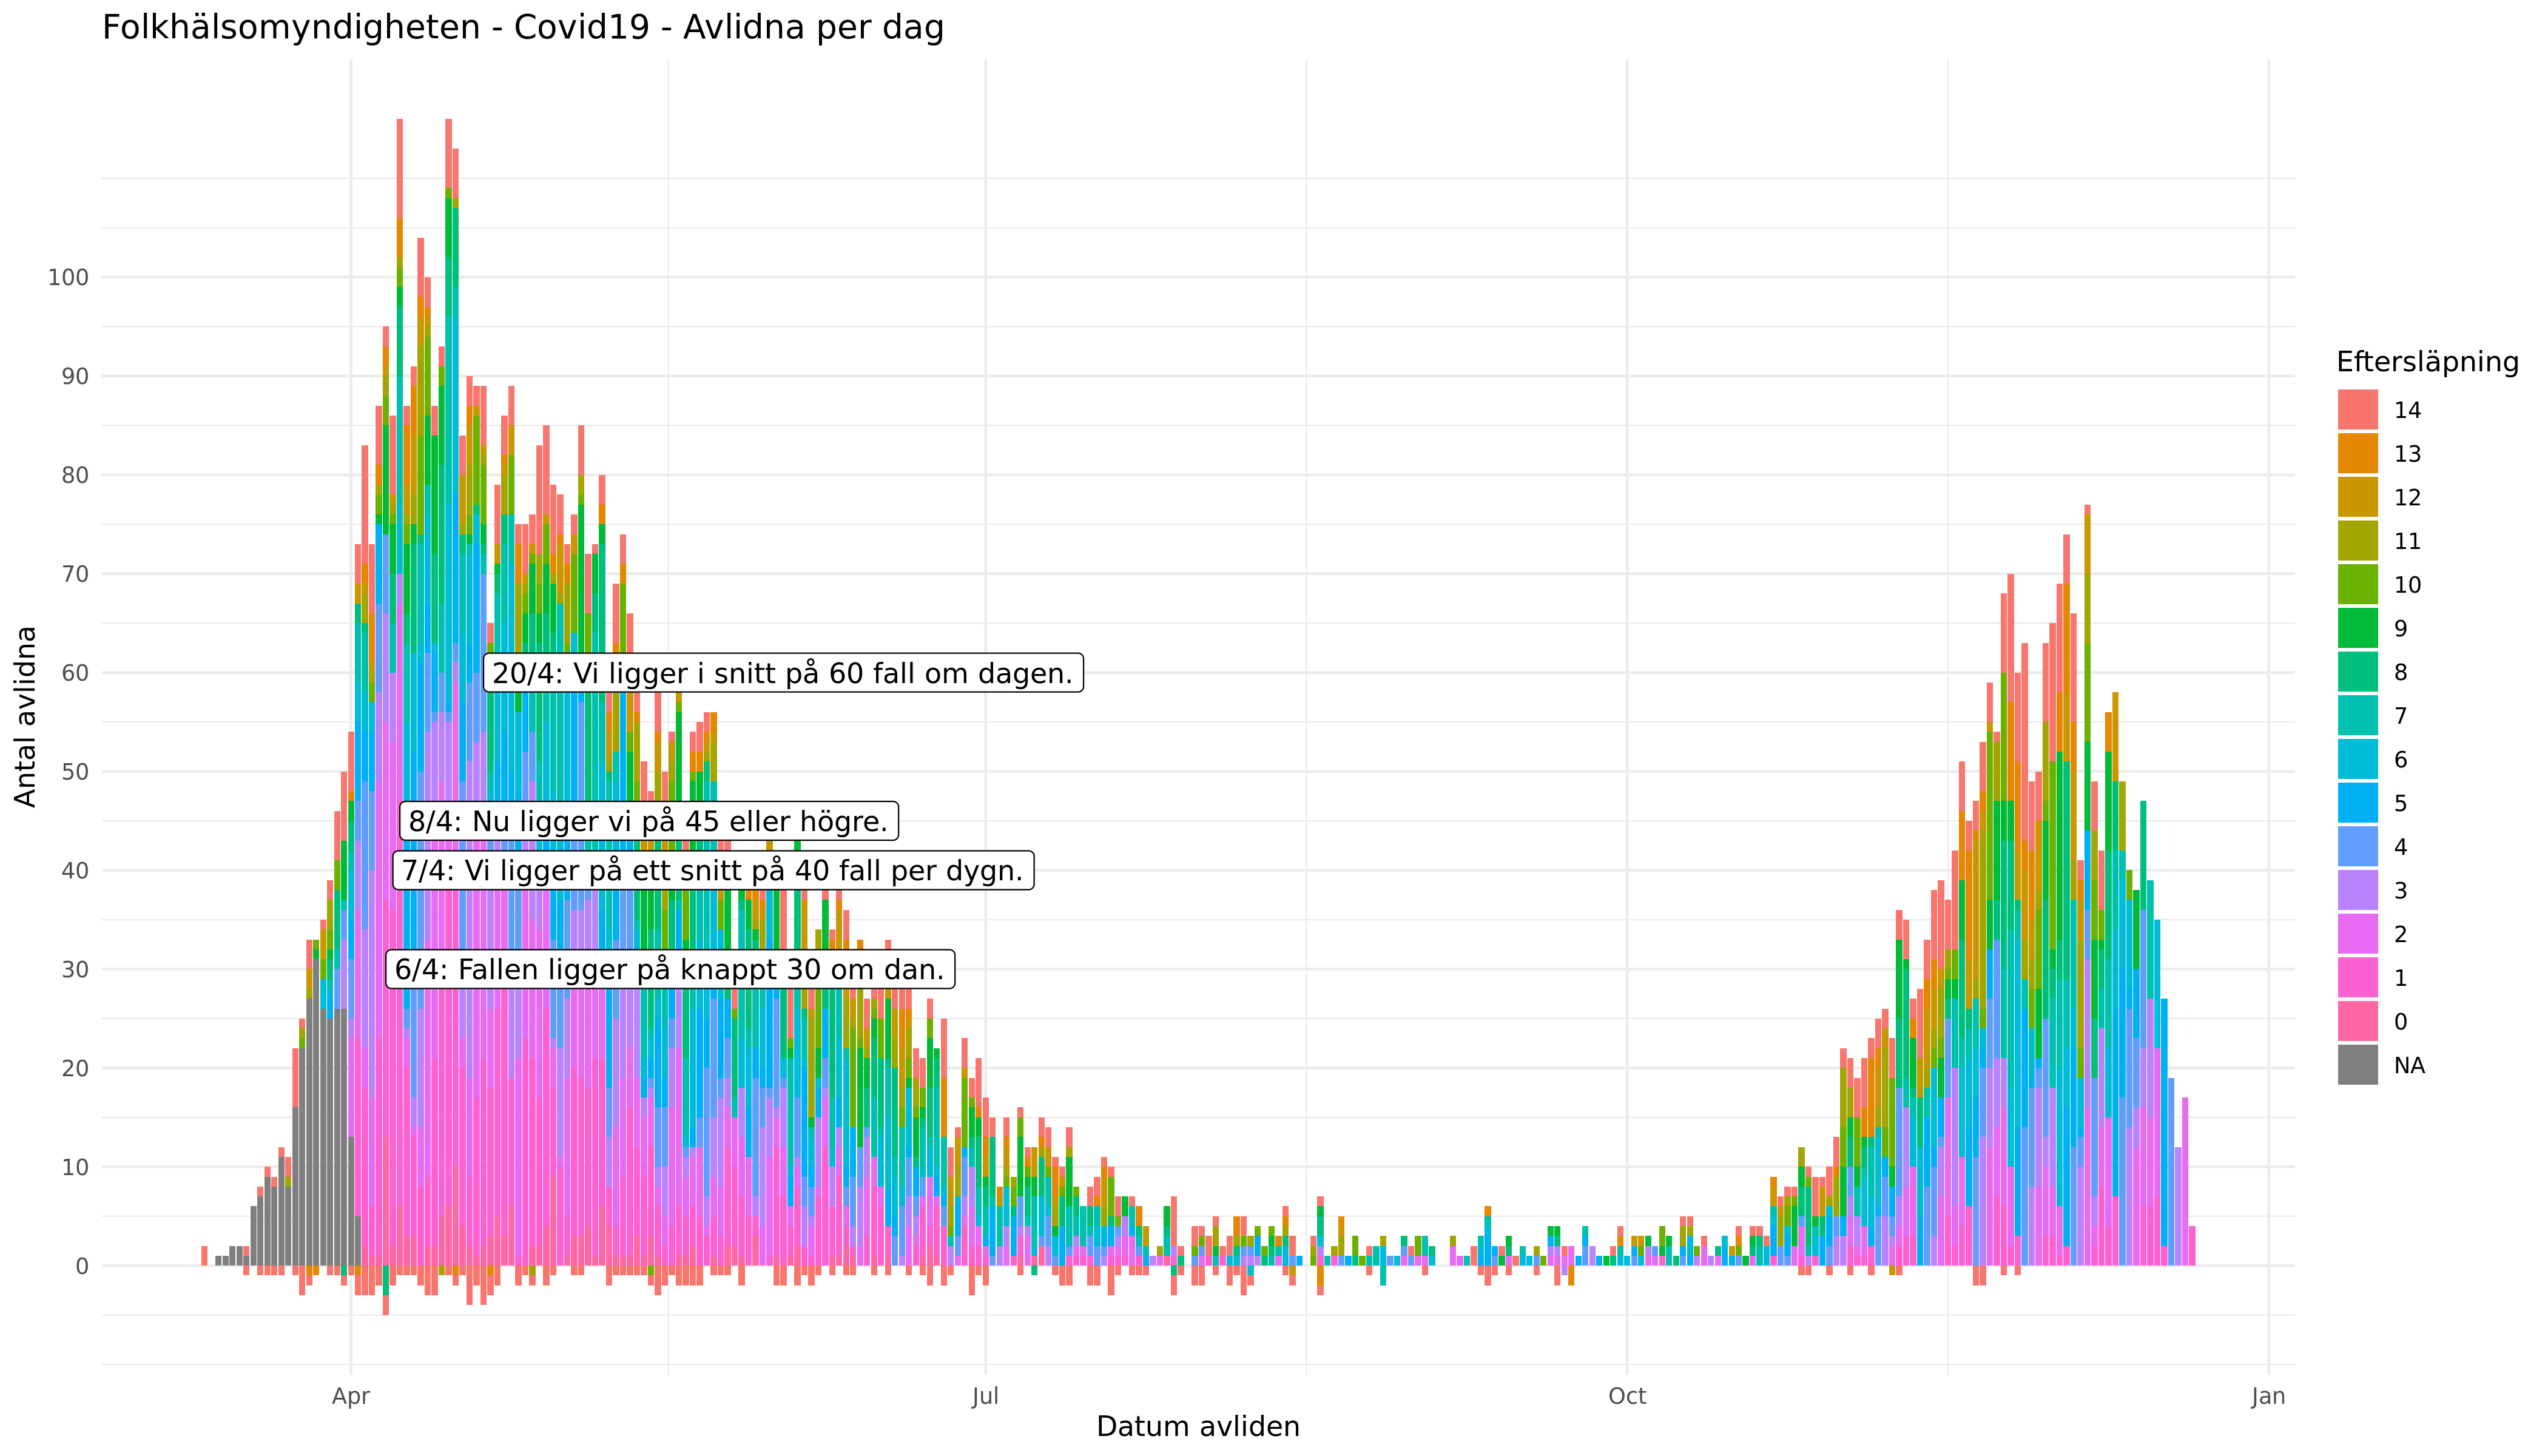 Folkhälsomyndigheten - Covid19 - Avlidna per dag
Antal avlidna
100
90
80
70
60
50
40
30
20
10
0
20/4: Vi ligger i snitt på 60 fall om dagen.
8/4: Nu ligger vi på 45 eller högre.
7/4: Vi ligger på ett snitt på 40 fall per dygn.
6/4: Fallen ligger på knappt 30 om dan.
Apr
Jul
Oct
Jan
Datum avliden
Eftersläpning
14
13
12
11
10
9
8
7
6
5
4
3
2
1
0
NA